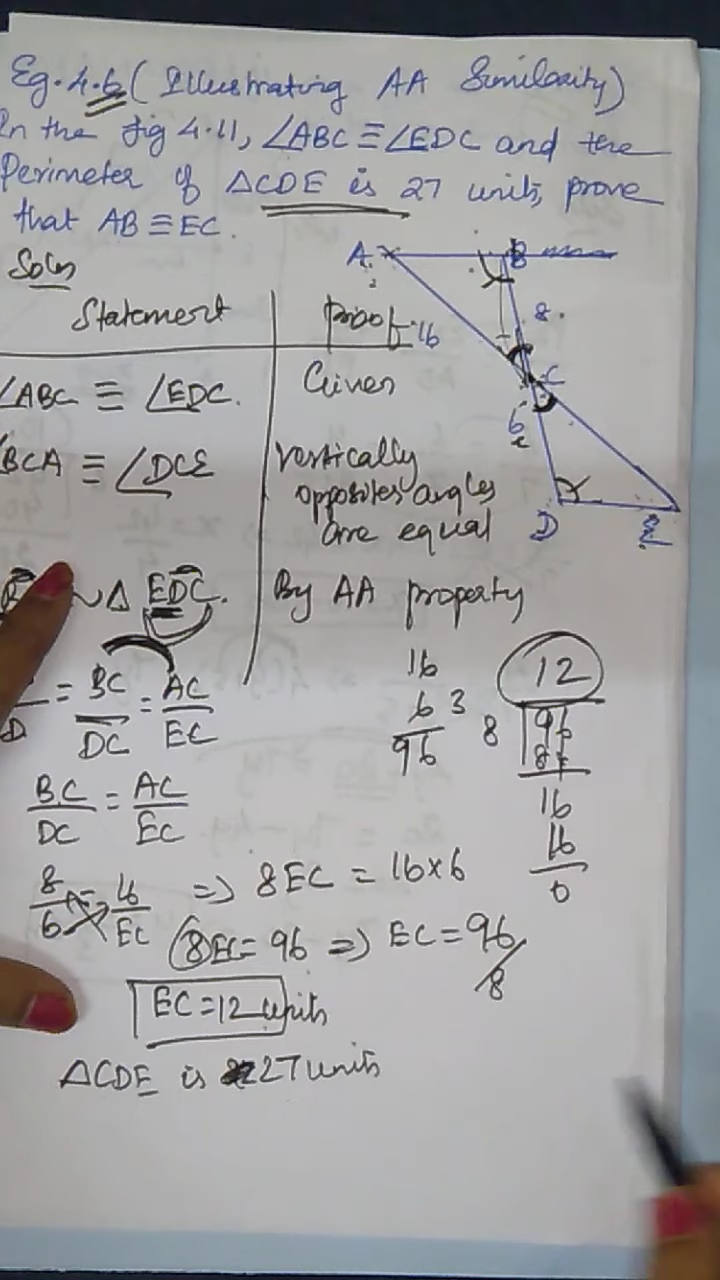 Eg. 4.6 ( Illustrating AA Similarity)
In the fig 4.11, ∠ABC ≡ ∠EDC and the
Perimeter of ΔCDE is 27 units, prove
that AB ≡ EC.
Soln
Statement
Proof
∠ABC ≡ ∠EDC.
Given
∠BCA ≡ ∠DCE
Vertically
opposites angles
are equal
~ Δ EDC.
By AA property
= BC/DC = AC/EC
BC/DC = AC/EC
8/6 = 16/EC => 8EC = 16×6
8EC = 96 => EC = 96/8
EC = 12 units
ΔCDE is 27 units
A
B
16
8
C
6
D
E
16
6 3
96
12
8 96
8
16
16
0